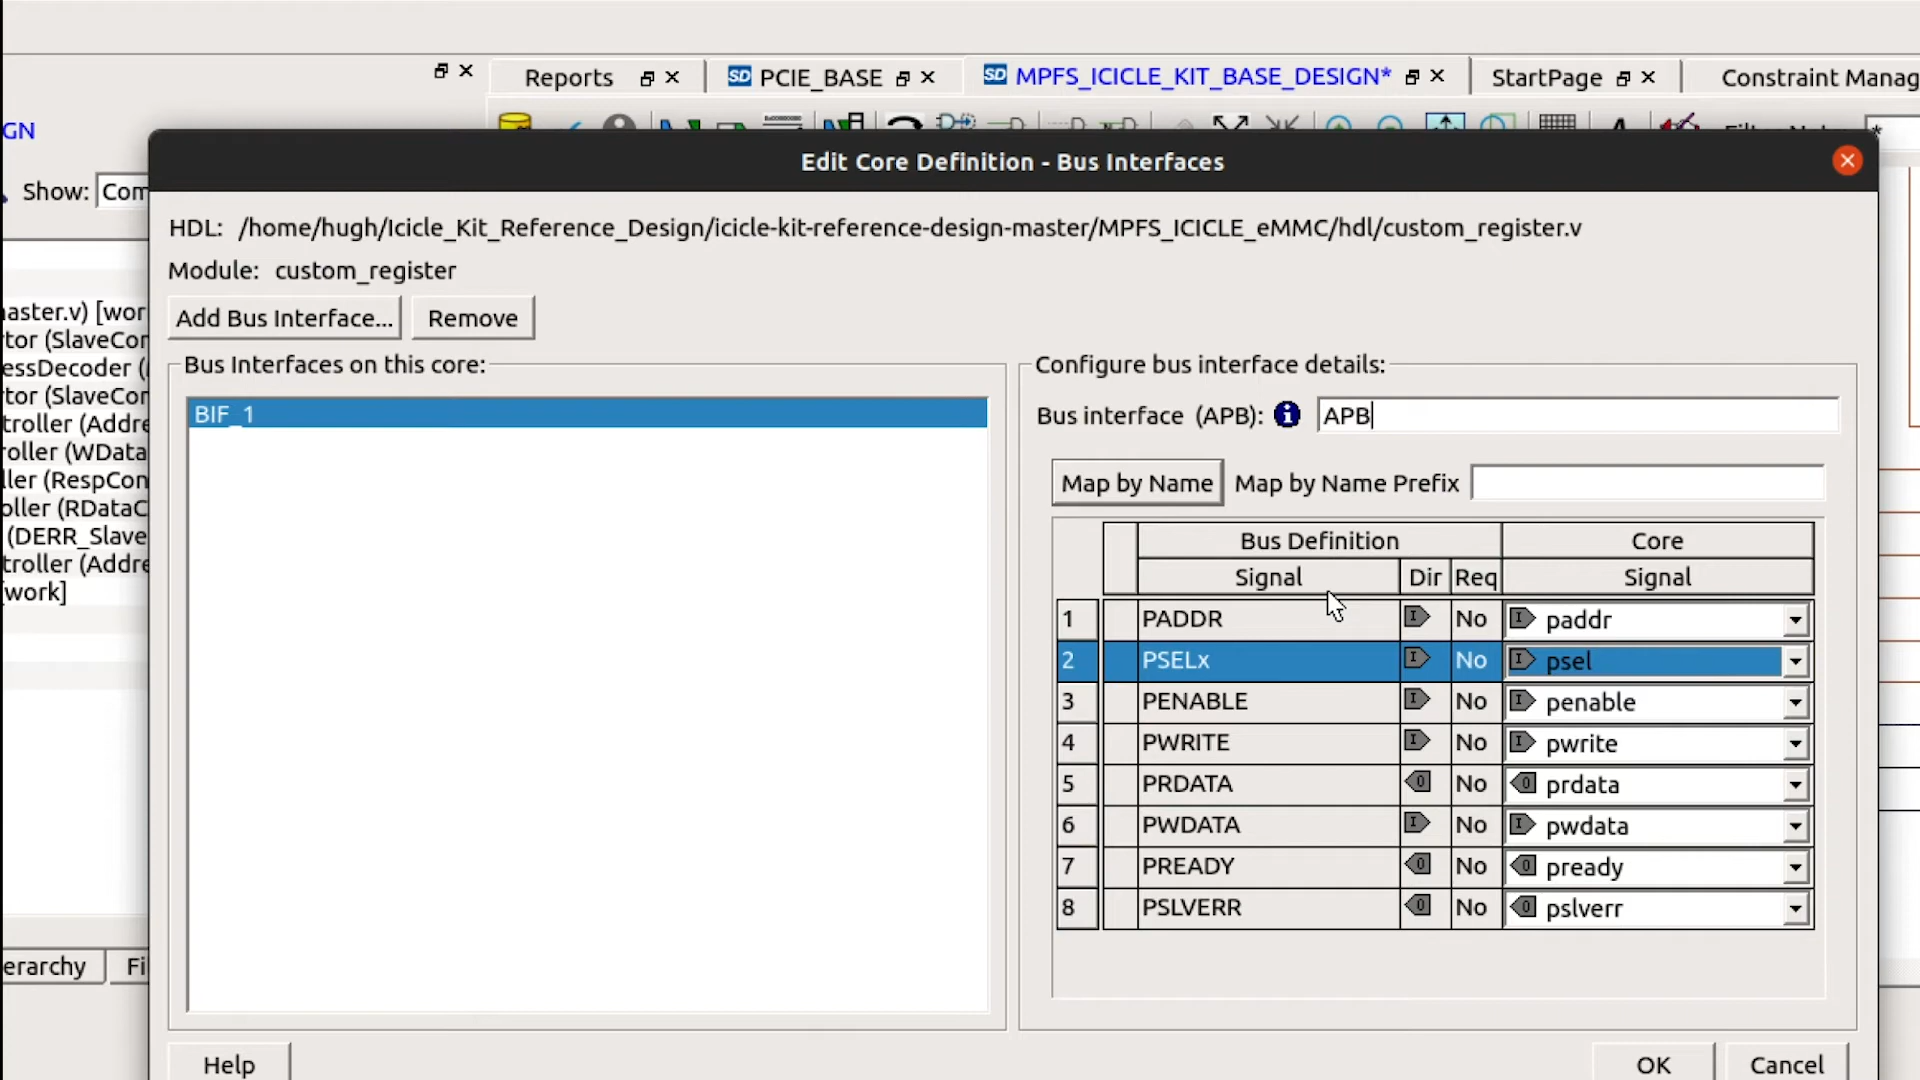 Reports
SD PCIE_BASE
SD MPFS_ICICLE_KIT_BASE_DESIGN*
StartPage
Constraint Manag
GN
Show: Com
Edit Core Definition - Bus Interfaces
HDL: /home/hugh/Icicle_Kit_Reference_Design/icicle-kit-reference-design-master/MPFS_ICICLE_eMMC/hdl/custom_register.v
Module: custom_register
Add Bus Interface... Remove
Bus Interfaces on this core:
BIF_1
Configure bus interface details:
Bus interface (APB): i APB
Map by Name Map by Name Prefix
Bus Definition Core
Signal Dir Req Signal
1 PADDR I No I paddr
2 PSELx I No I psel
3 PENABLE I No I penable
4 PWRITE I No I pwrite
5 PRDATA O No O prdata
6 PWDATA I No I pwdata
7 PREADY O No O pready
8 PSLVERR O No O pslverr
aster.v) [wor
tor (SlaveCor
essDecoder (
tor (SlaveCor
troller (Addre
roller (WData
ller (RespCon
oller (RDataC
(DERR_Slave
troller (Addre
[work]
erarchy Fi
Help OK Cancel